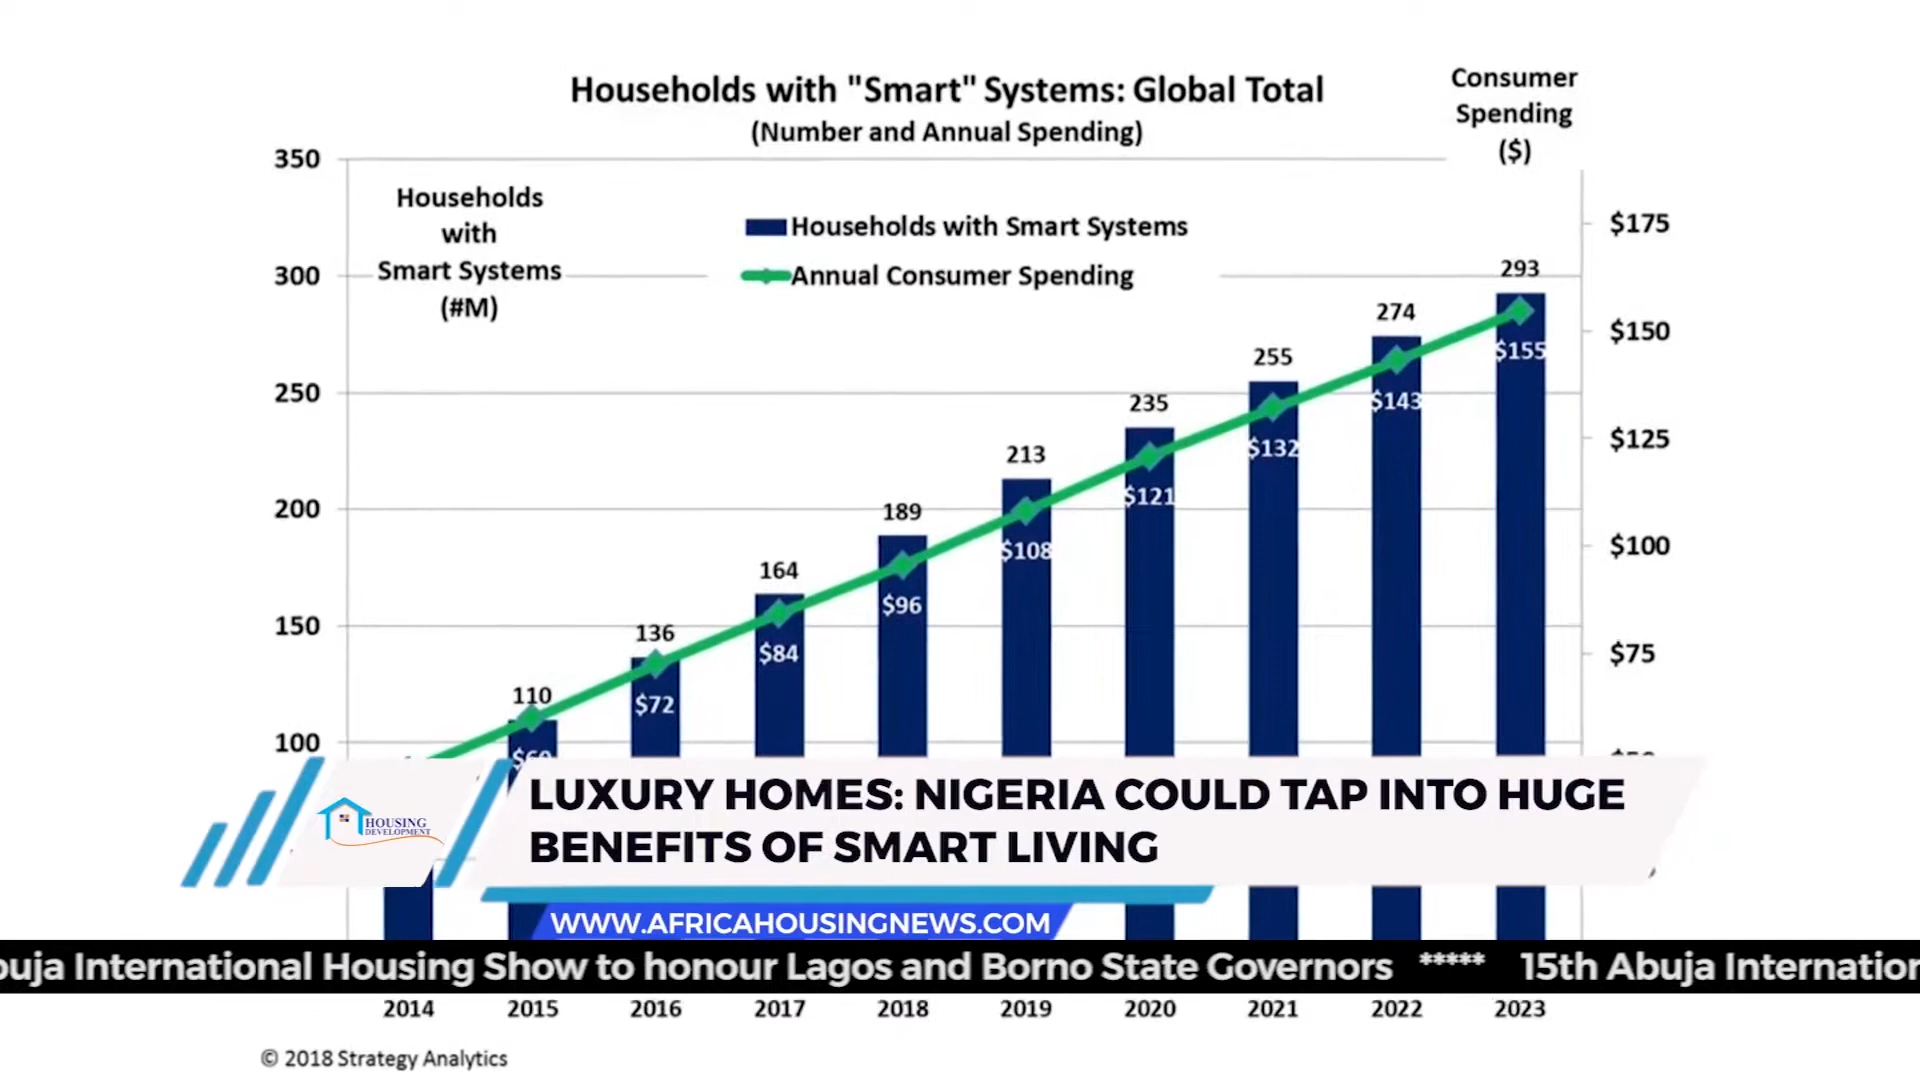 Households with "Smart" Systems: Global Total
(Number and Annual Spending)
Consumer
Spending
($)
Households
with
Smart Systems
(#M)
Households with Smart Systems
Annual Consumer Spending
350
300
250
200
150
100
$175
$150
$125
$100
$75
110
136
164
189
213
235
255
274
293
$72
$84
$96
$108
$121
$132
$143
$155
HOUSING
DEVELOPMENT
LUXURY HOMES: NIGERIA COULD TAP INTO HUGE
BENEFITS OF SMART LIVING
WWW.AFRICAHOUSINGNEWS.COM
International Housing Show to honour Lagos and Borno State Governors ***** 15th Abuja
2014 2015 2016 2017 2018 2019 2020 2021 2022 2023
© 2018 Strategy Analytics